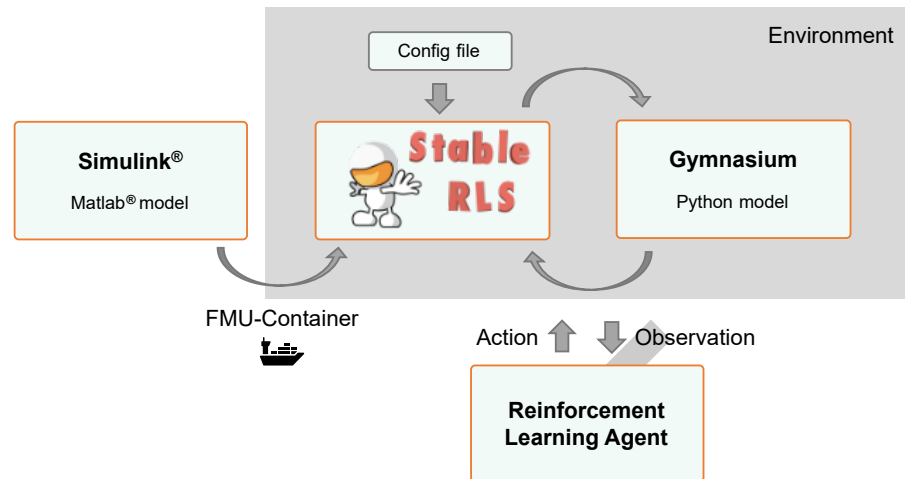 Environment
Config file
Simulink®
Matlab® model
Stable
RLS
Gymnasium
Python model
FMU-Container
Action
Observation
Reinforcement
Learning Agent